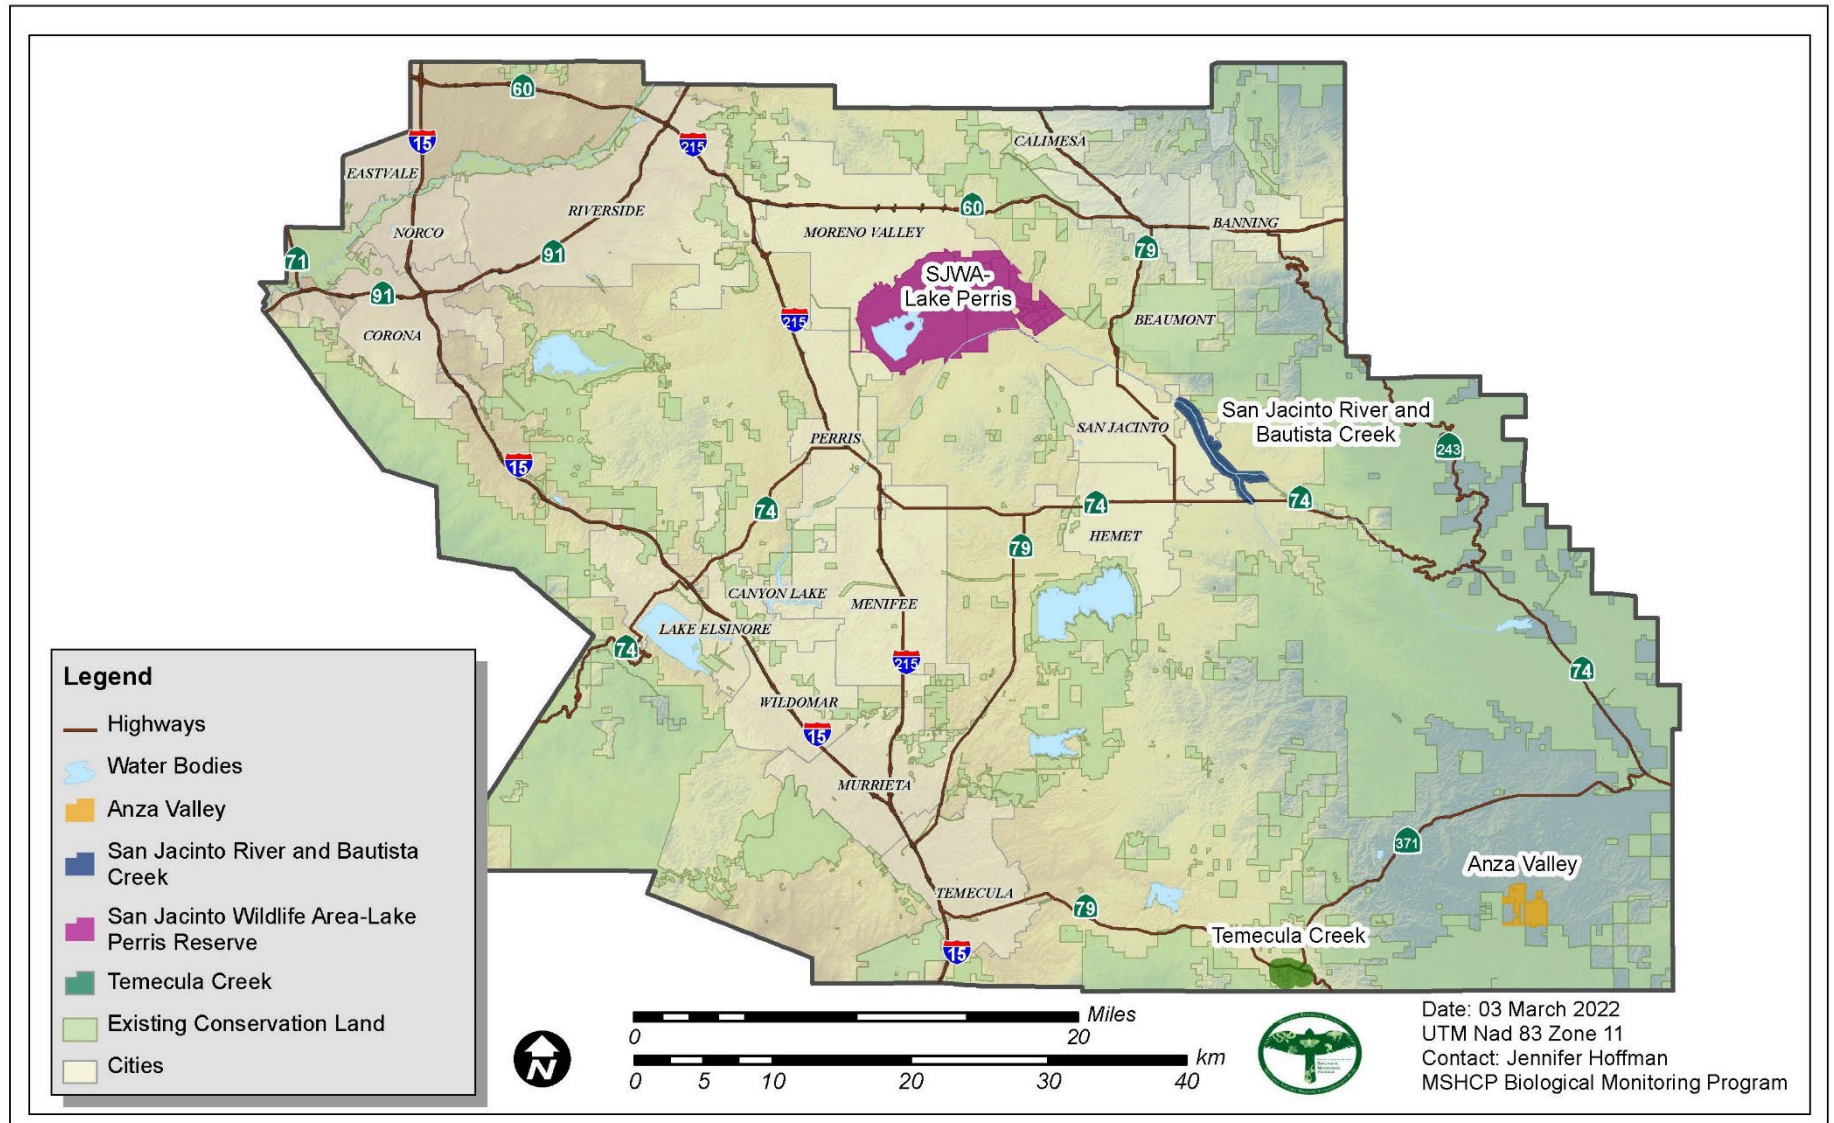 60
15
215
CALIMESA
EASTVALE
RIVERSIDE
60
NORCO
MORENO VALLEY
BANNING
71
91
79
91
SJWA-
Lake Perris
215
BEAUMONT
CORONA
San Jacinto River and
Bautista Creek
SAN JACINTO
PERRIS
243
15
74
74
74
HEMET
79
CANYON LAKE
MENIFEE
LAKE ELSINORE
74
215
74
WILDOMAR
15
MURRIETA
371
Anza Valley
TEMECULA
79
Temecula Creek
15
Legend
Highways
Water Bodies
Anza Valley
San Jacinto River and Bautista
Creek
San Jacinto Wildlife Area-Lake
Perris Reserve
Temecula Creek
Existing Conservation Land
Cities
N
Miles
0 20
km
0 5 10 20 30 40
Date: 03 March 2022
UTM Nad 83 Zone 11
Contact: Jennifer Hoffman
MSHCP Biological Monitoring Program